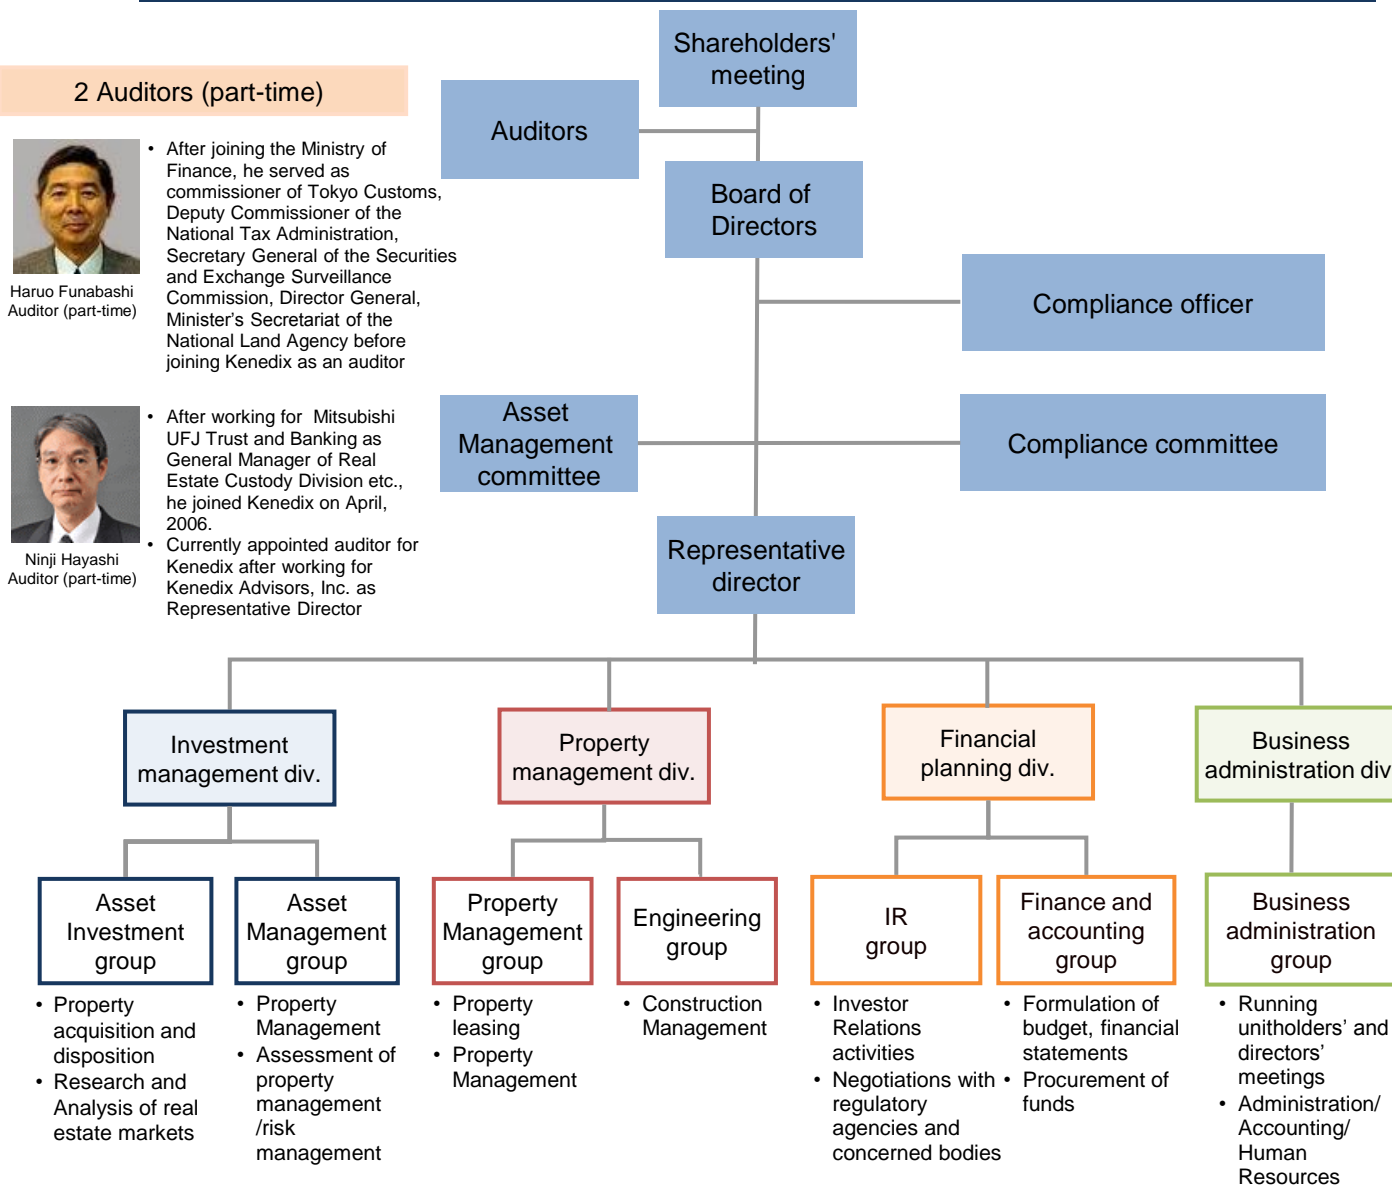 Shareholders'
meeting
2 Auditors (part-time)
Auditors
Board of
Directors
Haruo Funabashi
Auditor (part-time)
• After joining the Ministry of
Finance, he served as
commissioner of Tokyo Customs,
Deputy Commissioner of the
National Tax Administration,
Secretary General of the Securities
and Exchange Surveillance
Commission, Director General,
Minister's Secretariat of the
National Land Agency before
joining Kenedix as an auditor
Compliance officer
Ninji Hayashi
Auditor (part-time)
• After working for Mitsubishi
UFJ Trust and Banking as
General Manager of Real
Estate Custody Division etc.,
he joined Kenedix on April,
2006.
• Currently appointed auditor for
Kenedix after working for
Kenedix Advisors, Inc. as
Representative Director
Asset
Management
committee
Compliance committee
Representative
director
Investment
management div.
Property
management div.
Financial
planning div.
Business
administration div
Asset
Investment
group
Asset
Management
group
Property
Management
group
Engineering
group
IR
group
Finance and
accounting
group
Business
administration
group
• Property
acquisition and
disposition
• Research and
Analysis of real
estate markets
• Property
Management
• Assessment of
property
management
/risk
management
• Property
leasing
• Property
Management
• Construction
Management
• Investor
Relations
activities
• Negotiations with
regulatory
agencies and
concerned bodies
• Formulation of
budget, financial
statements
• Procurement of
funds
• Running
unitholders' and
directors'
meetings
• Administration/
Accounting/
Human
Resources